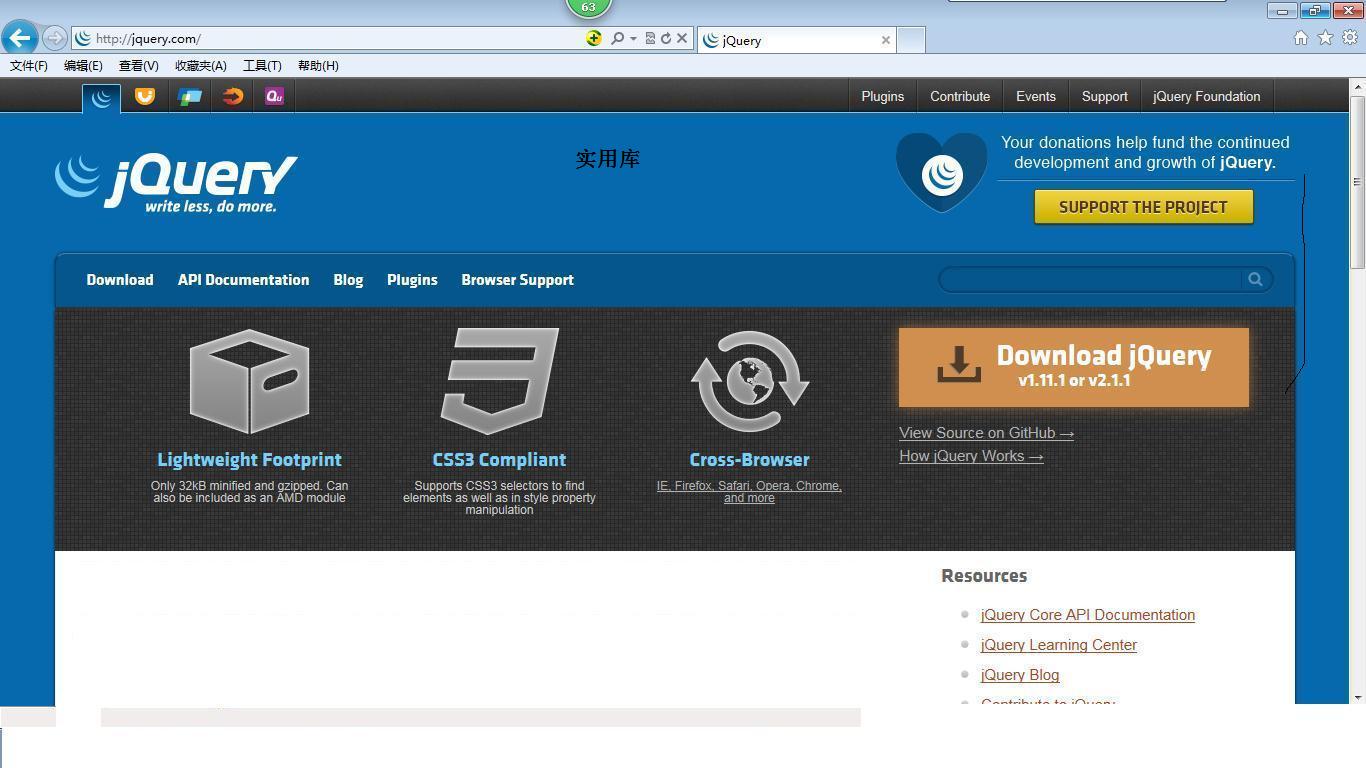 63
http://jquery.com/
jQuery
文件(F) 编辑(E) 查看(V) 收藏夹(A) 工具(T) 帮助(H)
Qu
Plugins Contribute Events Support jQuery Foundation
jQuery
write less, do more.
实用库
Your donations help fund the continued
development and growth of jQuery.
SUPPORT THE PROJECT
Download API Documentation Blog Plugins Browser Support
Lightweight Footprint
Only 32kB minified and gzipped. Can
also be included as an AMD module
CSS3 Compliant
Supports CSS3 selectors to find
elements as well as in style property
manipulation
Cross-Browser
IE, Firefox, Safari, Opera, Chrome,
and more
Download jQuery
v1.11.1 or v2.1.1
View Source on GitHub →
How jQuery Works →
Resources
jQuery Core API Documentation
jQuery Learning Center
jQuery Blog
Contribute to jQuery